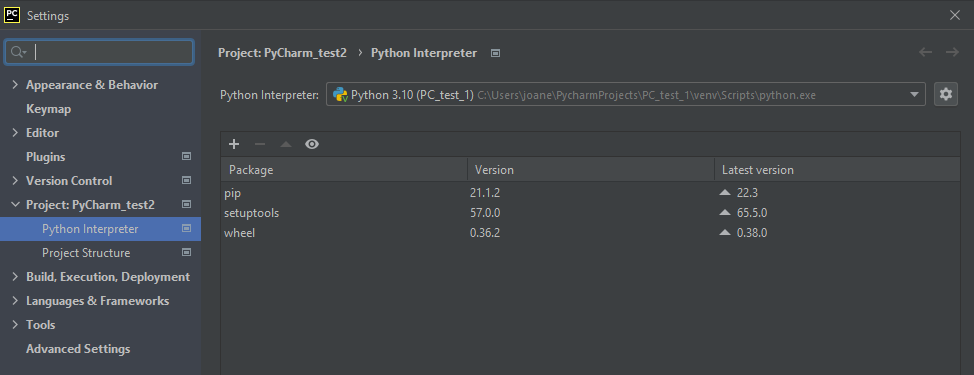 PC Settings
Project: PyCharm_test2 › Python Interpreter
Appearance & Behavior
Keymap
Editor
Plugins
Version Control
Project: PyCharm_test2
Python Interpreter
Project Structure
Build, Execution, Deployment
Languages & Frameworks
Tools
Advanced Settings
Python Interpreter: Python 3.10 (PC_test_1) C:\Users\joane\PycharmProjects\PC_test_1\venv\Scripts\python.exe
Package Version Latest version
pip 21.1.2 22.3
setuptools 57.0.0 65.5.0
wheel 0.36.2 0.38.0